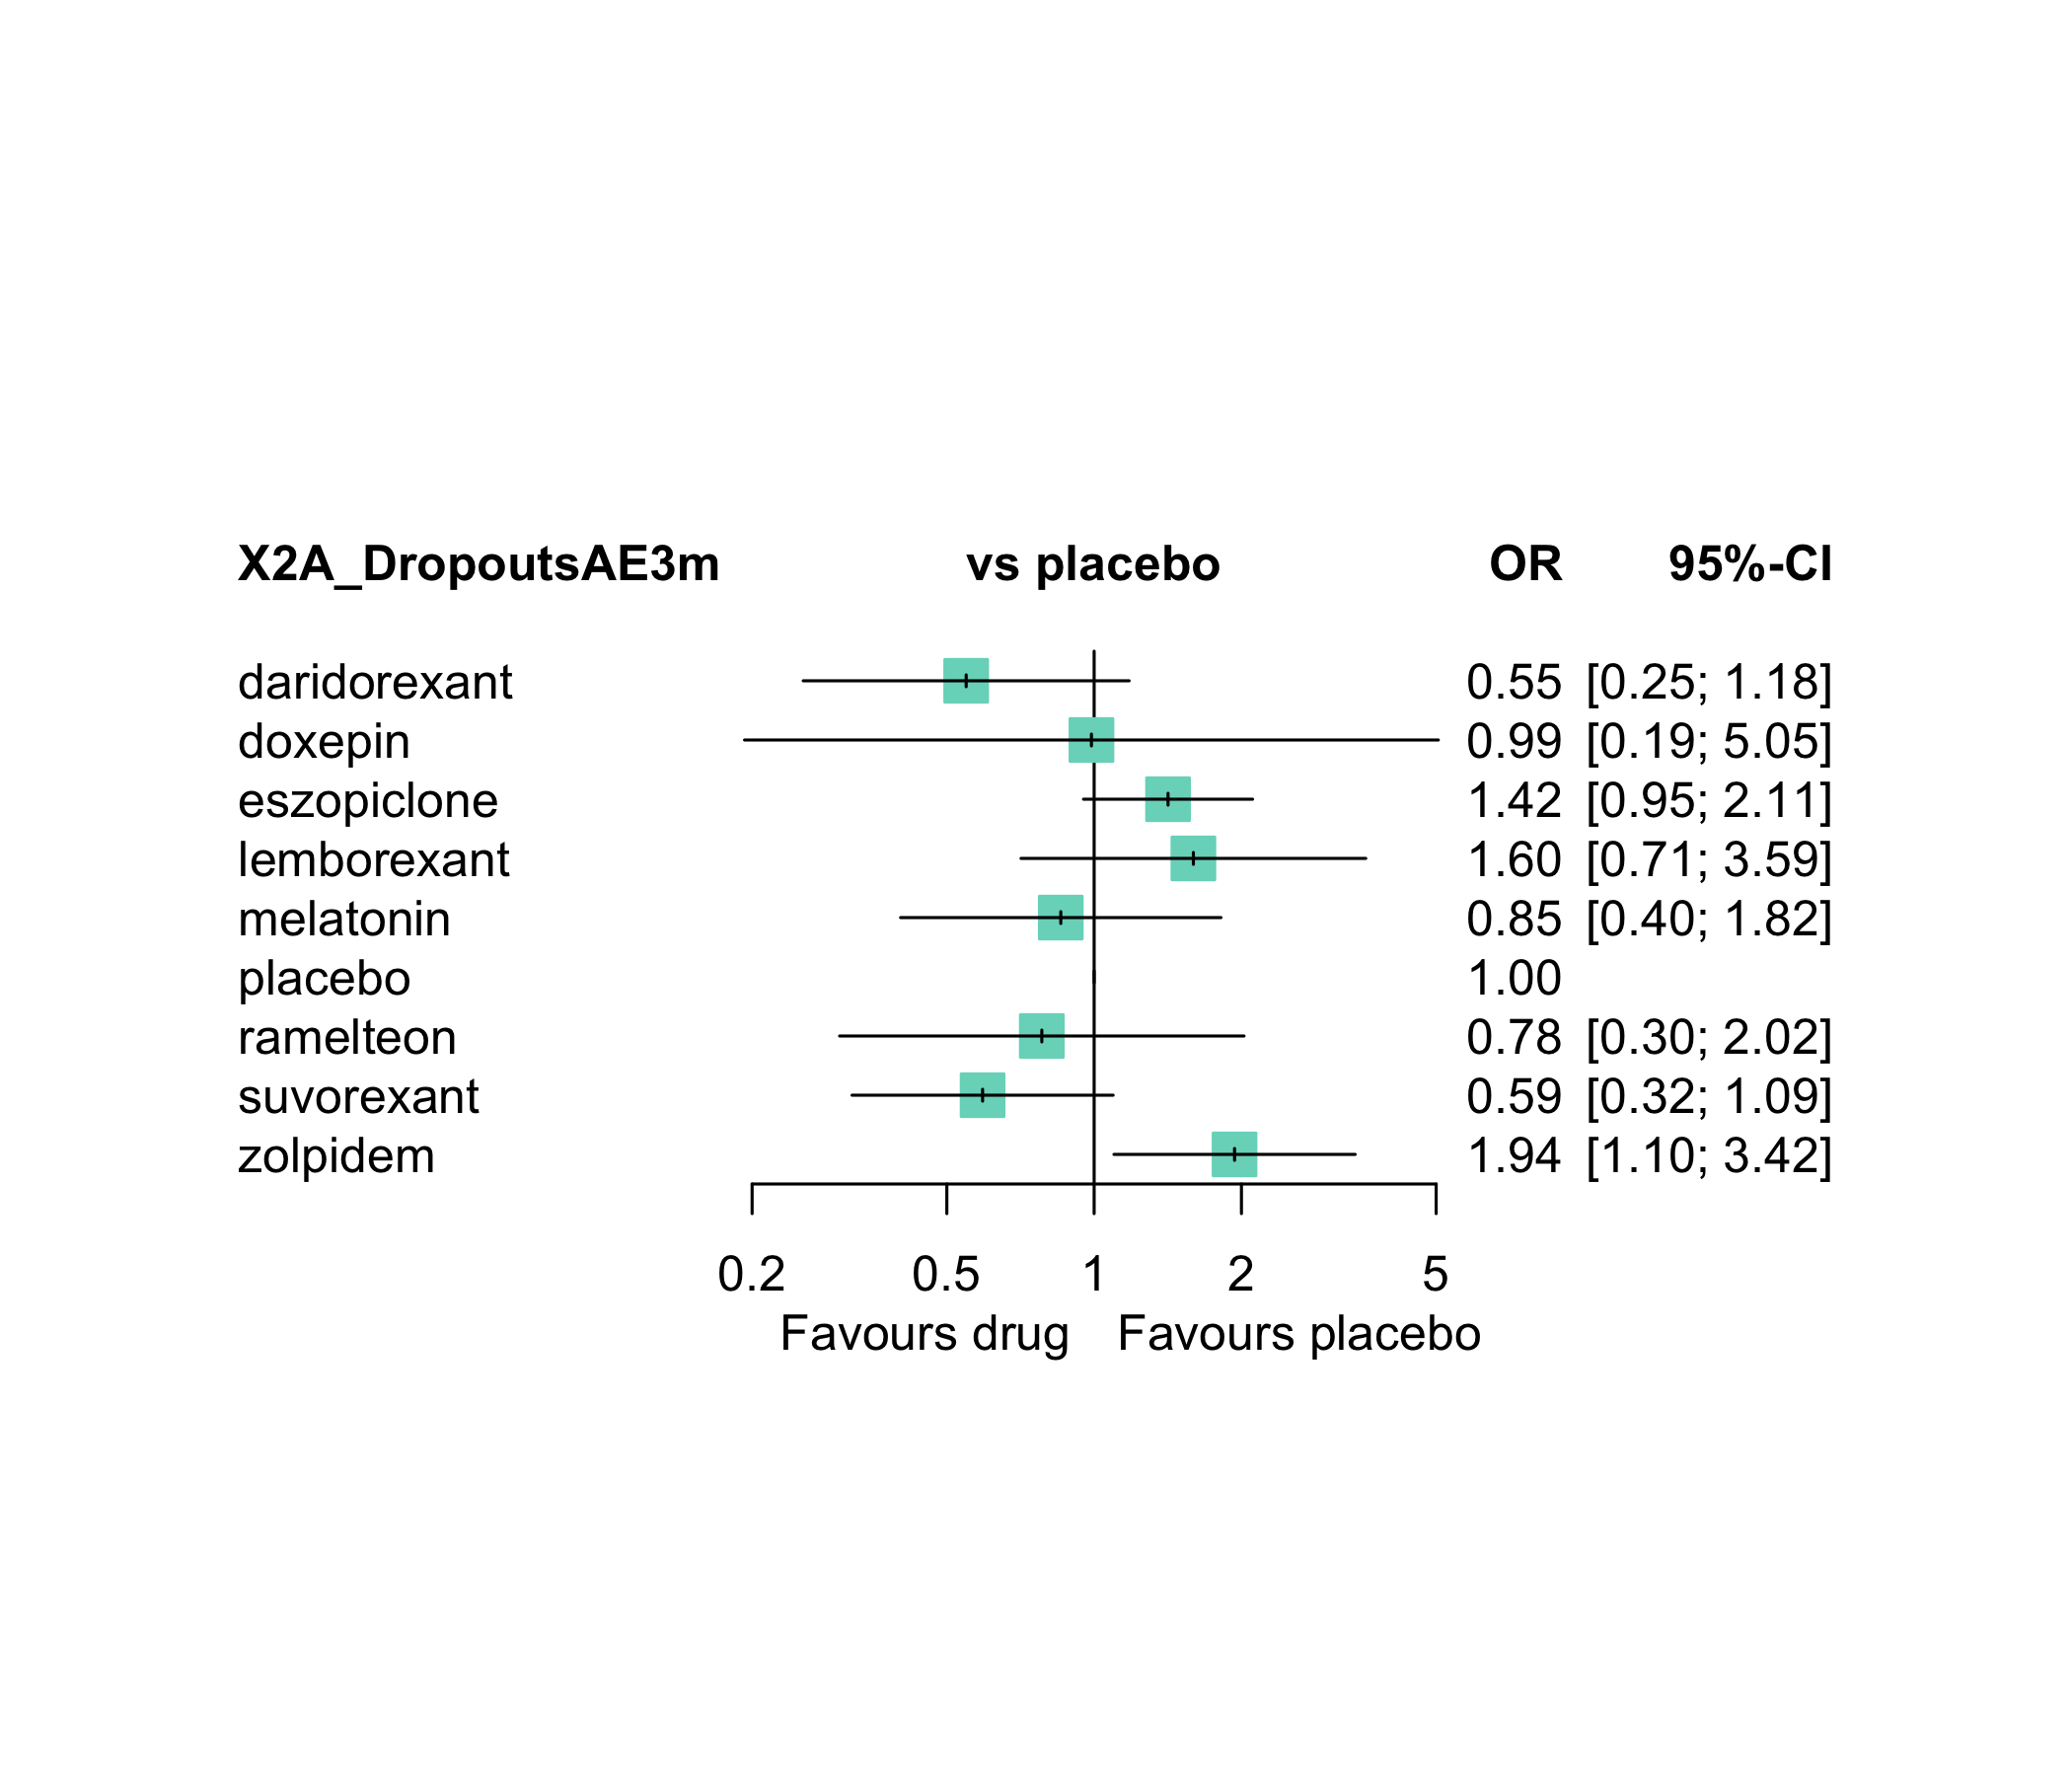 X2A_DropoutsAE3m vs placebo OR 95%-CI
daridorexant 0.55 [0.25; 1.18]
doxepin 0.99 [0.19; 5.05]
eszopiclone 1.42 [0.95; 2.11]
lemborexant 1.60 [0.71; 3.59]
melatonin 0.85 [0.40; 1.82]
placebo 1.00
ramelteon 0.78 [0.30; 2.02]
suvorexant 0.59 [0.32; 1.09]
zolpidem 1.94 [1.10; 3.42]
0.2 0.5 1 2 5
Favours drug Favours placebo